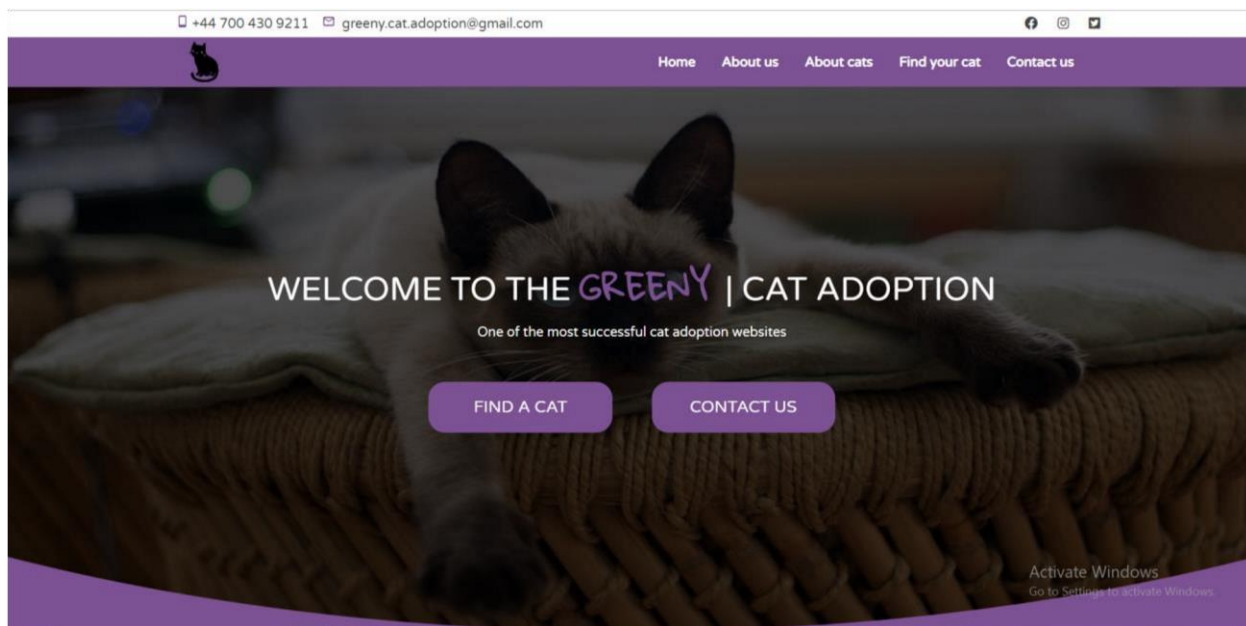 +44 700 430 9211 greeny.cat.adoption@gmail.com
Home About us About cats Find your cat Contact us
WELCOME TO THE GREENY | CAT ADOPTION
One of the most successful cat adoption websites
FIND A CAT CONTACT US
Activate Windows
Go to Settings to activate Windows.